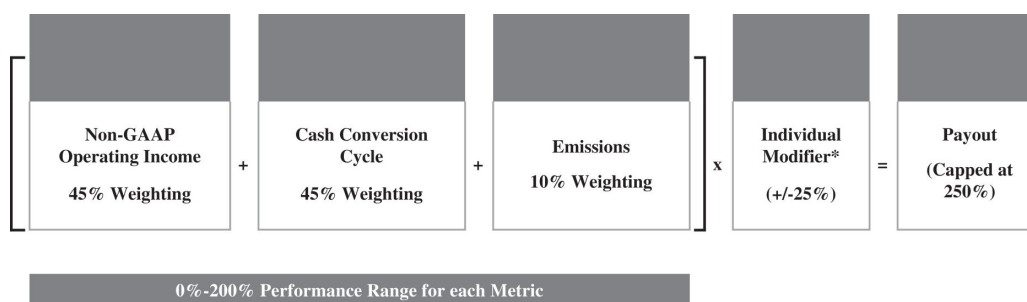 Non-GAAP
Operating Income
45% Weighting
+
Cash Conversion
Cycle
45% Weighting
+
Emissions
10% Weighting
x
Individual
Modifier*
(+/-25%)
=
Payout
(Capped at
250%)
0%-200% Performance Range for each Metric